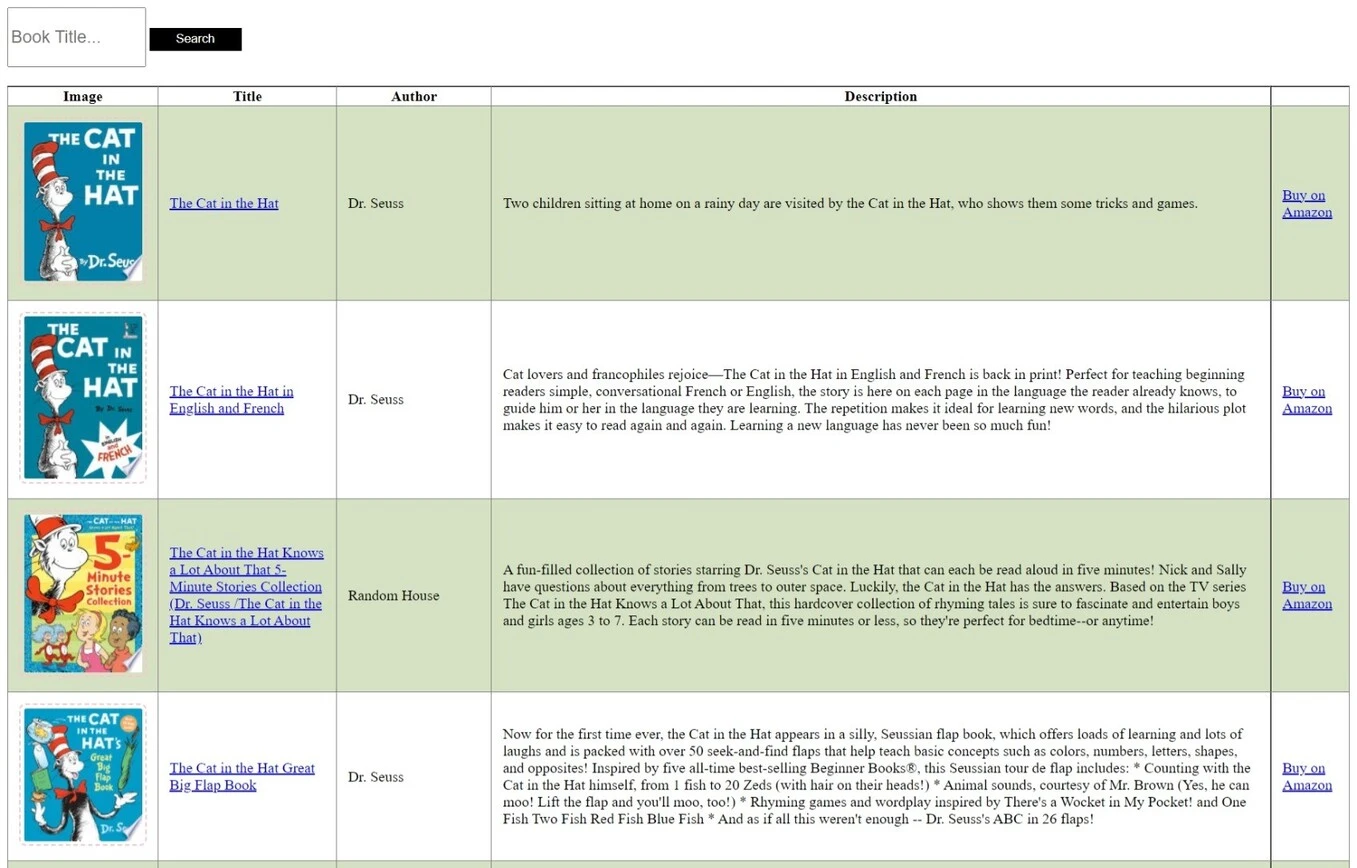 Book Title...
Search
Image
Title
Author
Description
THE CAT
IN
THE
HAT
By Dr. Seuss
The Cat in the Hat
Dr. Seuss
Two children sitting at home on a rainy day are visited by the Cat in the Hat, who shows them some tricks and games.
Buy on
Amazon
THE
CAT IN
THE
HAT
By Dr. Seuss
IN
ENGLISH
and
FRENCH
The Cat in the Hat in
English and French
Dr. Seuss
Cat lovers and francophiles rejoice—The Cat in the Hat in English and French is back in print! Perfect for teaching beginning
readers simple, conversational French or English, the story is here on each page in the language the reader already knows, to
guide him or her in the language they are learning. The repetition makes it ideal for learning new words, and the hilarious plot
makes it easy to read again and again. Learning a new language has never been so much fun!
Buy on
Amazon
CAT HAT
5-
Minute
Stories
Collection
The Cat in the Hat Knows
a Lot About That 5-
Minute Stories Collection
(Dr. Seuss /The Cat in the
Hat Knows a Lot About
That)
Random House
A fun-filled collection of stories starring Dr. Seuss's Cat in the Hat that can each be read aloud in five minutes! Nick and Sally
have questions about everything from trees to outer space. Luckily, the Cat in the Hat has the answers. Based on the TV series
The Cat in the Hat Knows a Lot About That, this hardcover collection of rhyming tales is sure to fascinate and entertain boys
and girls ages 3 to 7. Each story can be read in five minutes or less, so they're perfect for bedtime--or anytime!
Buy on
Amazon
THE CAT
IN THE
HAT'S
Great
Big
Flap
Book
Dr. S
The Cat in the Hat Great
Big Flap Book
Dr. Seuss
Now for the first time ever, the Cat in the Hat appears in a silly, Seussian flap book, which offers loads of learning and lots of
laughs and is packed with over 50 seek-and-find flaps that help teach basic concepts such as colors, numbers, letters, shapes,
and opposites! Inspired by five all-time best-selling Beginner Books®, this Seussian tour de flap includes: * Counting with the
Cat in the Hat himself, from 1 fish to 20 Zeds (with hair on their heads!) * Animal sounds, courtesy of Mr. Brown (Yes, he can
moo! Lift the flap and you'll moo, too!) * Rhyming games and wordplay inspired by There's a Wocket in My Pocket! and One
Fish Two Fish Red Fish Blue Fish * And as if all this weren't enough -- Dr. Seuss's ABC in 26 flaps!
Buy on
Amazon